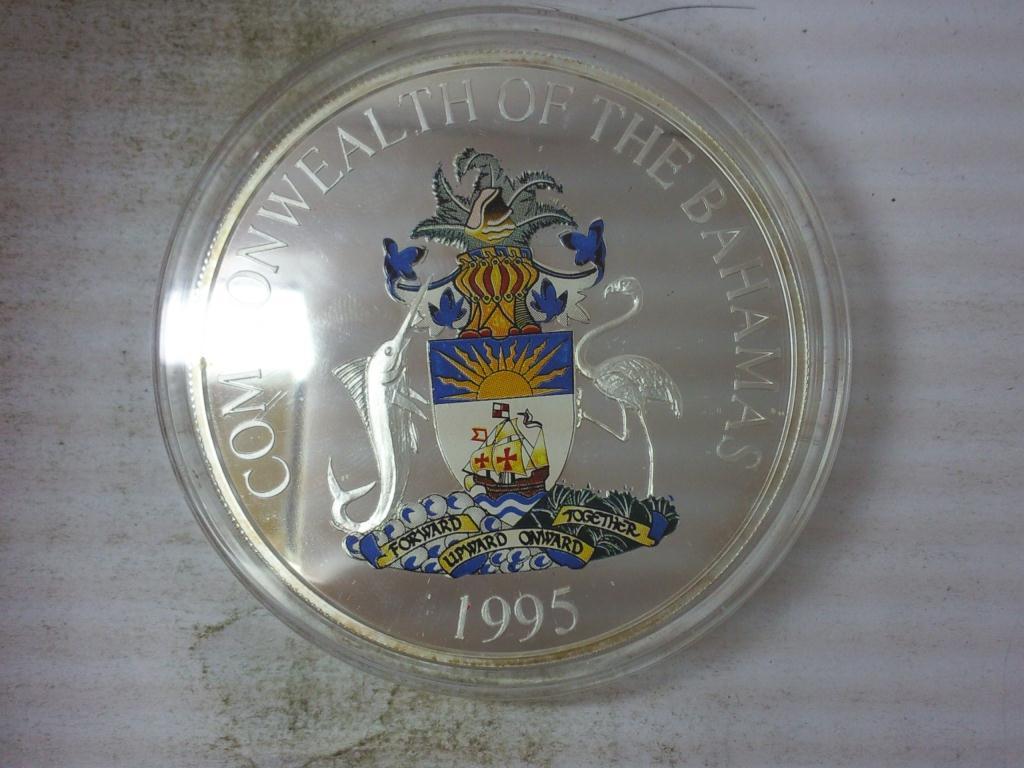 COMMONWEALTH OF THE BAHAMAS
FORWARD UPWARD ONWARD TOGETHER
1995